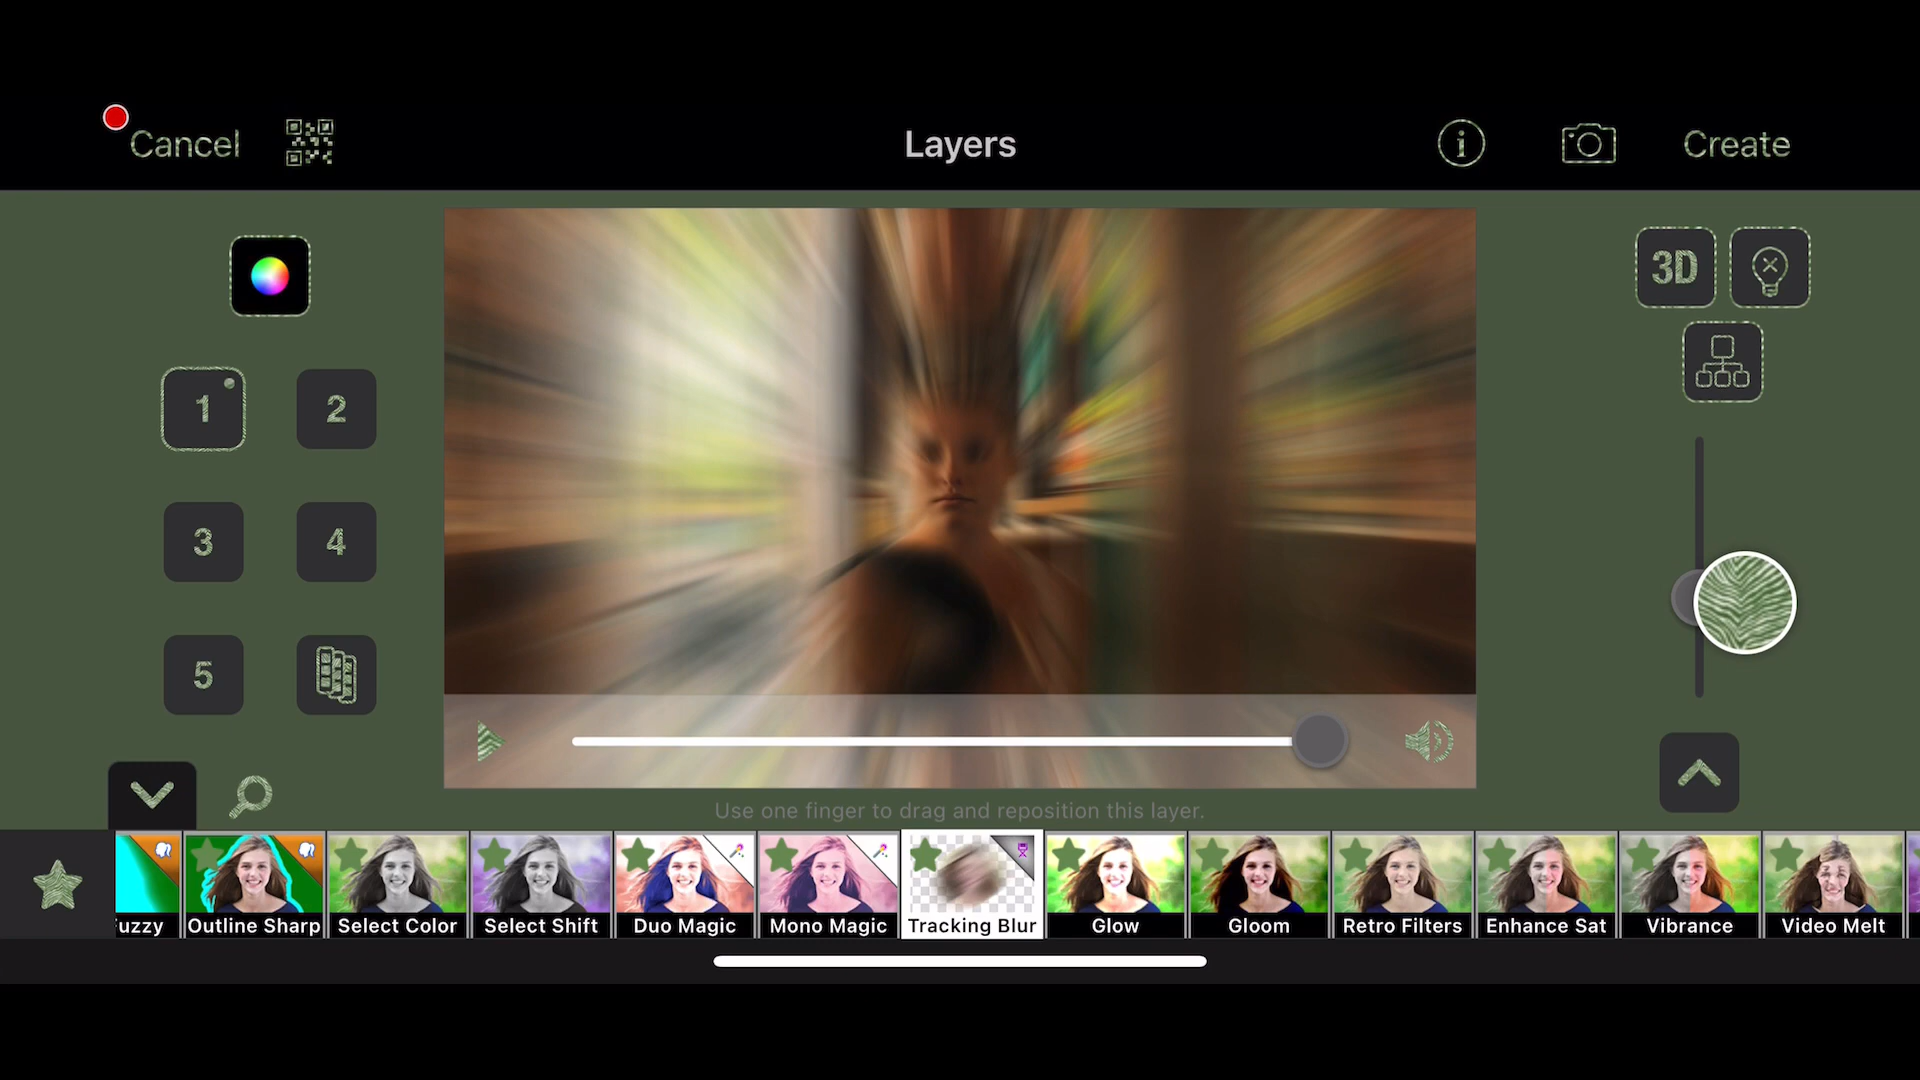 Cancel
Layers
Create
3D
1
2
3
4
5
Use one finger to drag and reposition this layer.
uzzy
Outline Sharp
Select Color
Select Shift
Duo Magic
Mono Magic
Tracking Blur
Glow
Gloom
Retro Filters
Enhance Sat
Vibrance
Video Melt